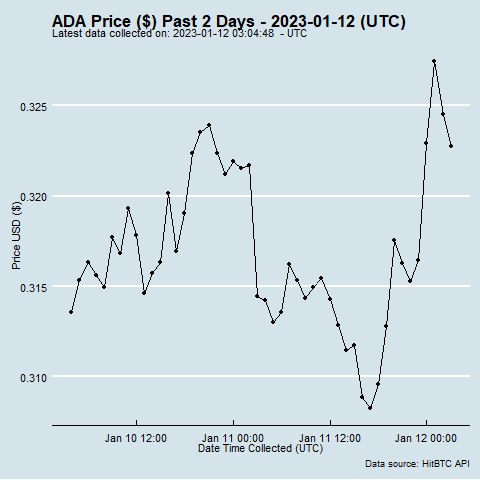 ADA Price ($) Past 2 Days - 2023-01-12 (UTC)
Latest data collected on: 2023-01-12 03:04:48 - UTC
0.325
0.320
0.315
0.310
Price USD ($)
Jan 10 12:00 Jan 11 00:00 Jan 11 12:00 Jan 12 00:00
Date Time Collected (UTC)
Data source: HitBTC API